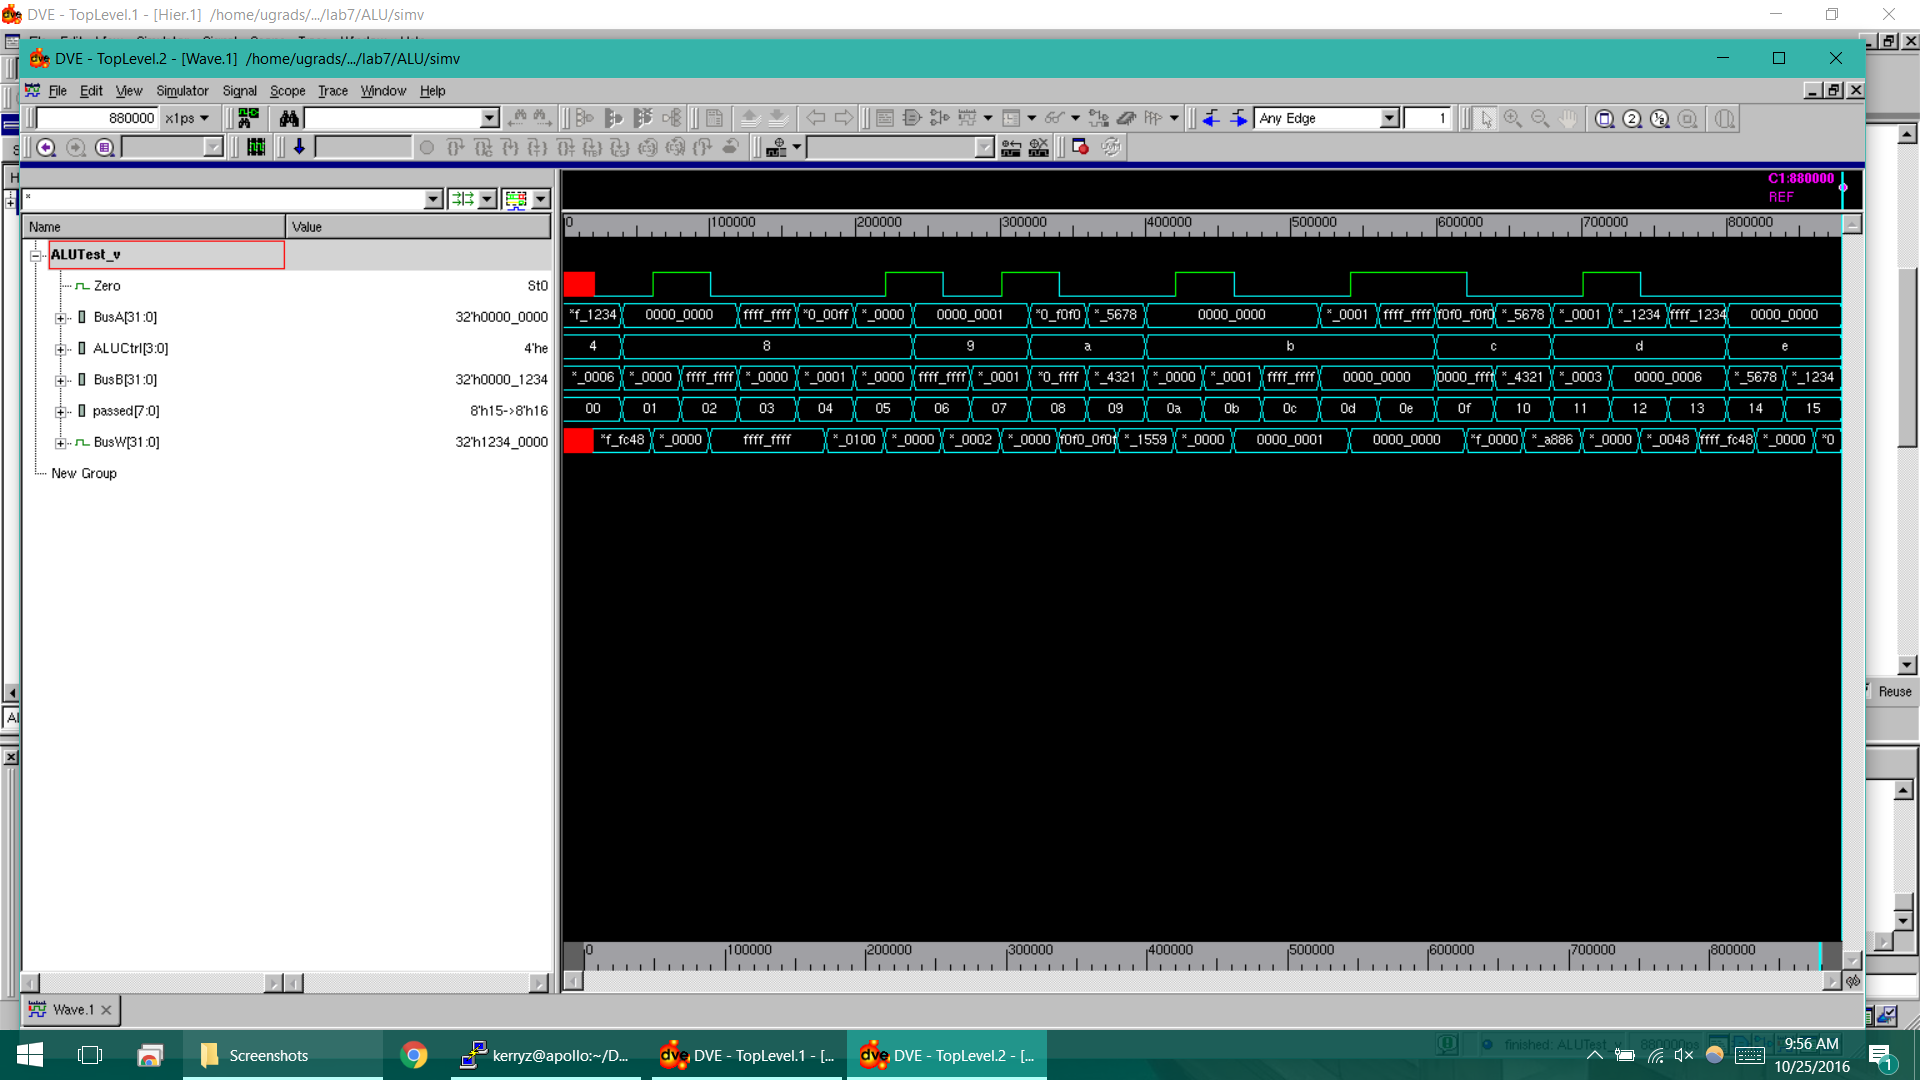 DVE - TopLevel.1 - [Hier.1] /home/ugrads/.../lab7/ALU/simv
DVE - TopLevel.2 - [Wave.1] /home/ugrads/.../lab7/ALU/simv
File Edit View Simulator Signal Scope Trace Window Help
880000 x1ps Any Edge 1
C1:880000
REF
*
Name Value
0 100000 200000 300000 400000 500000 600000 700000 800000
ALUTest_v
Zero St0
BusA[31:0] 32'h0000_0000 *f_1234 0000_0000 ffff_ffff *0_00ff *_0000 0000_0001 *0_f0f0 *_5678 0000_0000 *_0001 ffff_ffff f0f0_f0f0 *_5678 *_0001 *_1234 ffff_1234 0000_0000
ALUCtrl[3:0] 4'he 4 8 9 a b c d e
BusB[31:0] 32'h0000_1234 *_0006 *_0000 ffff_ffff *_0000 *_0001 *_0000 ffff_ffff *_0001 *0_ffff *_4321 *_0000 *_0001 ffff_ffff 0000_0000 0000_ffff *_4321 *_0003 0000_0006 *_5678 *_1234
passed[7:0] 8'h15->8'h16 00 01 02 03 04 05 06 07 08 09 0a 0b 0c 0d 0e 0f 10 11 12 13 14 15
BusW[31:0] 32'h1234_0000 *f_fc48 *_0000 ffff_ffff *_0100 *_0000 *_0002 *_0000 f0f0_0f0f *_1559 *_0000 0000_0001 0000_0000 *f_0000 *_a886 *_0000 *_0048 ffff_fc48 *_0000 *0
New Group
Reuse
0 100000 200000 300000 400000 500000 600000 700000 800000
Wave.1
Screenshots
kerryz@apollo:~/D...
DVE - TopLevel.1 - [...
DVE - TopLevel.2 - [...
finished: ALUTest_v 880000ps
9:56 AM
10/25/2016
1